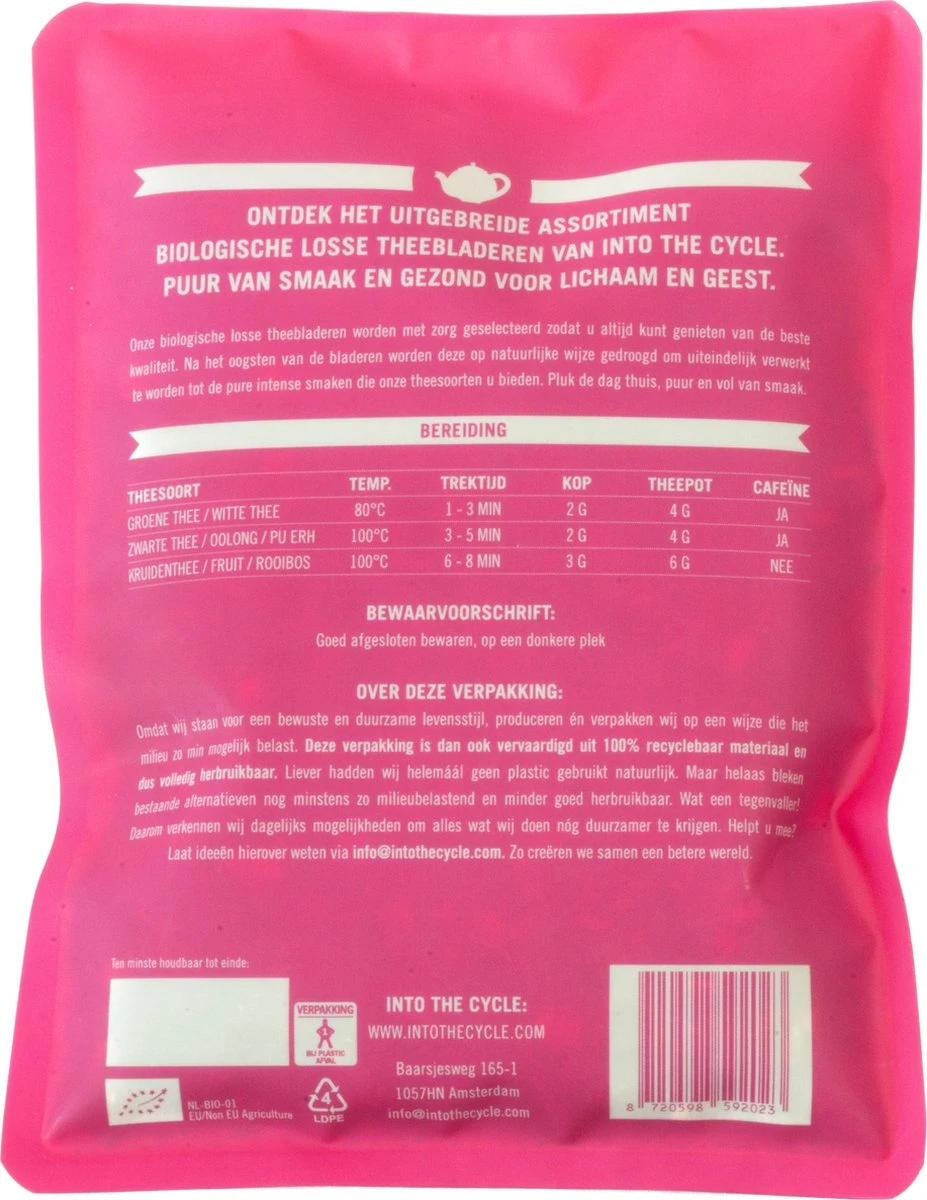 ONTDEK HET UITGEBREIDE ASSORTIMENT
BIOLOGISCHE LOSSE THEEBLADEREN VAN INTO THE CYCLE.
PUUR VAN SMAAK EN GEZOND VOOR LICHAAM EN GEEST.
Onze biologische losse theebladeren worden met zorg geselecteerd zodat u altijd kunt genieten van de beste
kwaliteit. Na het oogsten van de bladeren worden deze op natuurlijke wijze gedroogd om uiteindelijk verwerkt
te worden tot de pure intense smaken die onze theesoorten u bieden. Pluk de dag thuis, puur en vol van smaak.
BEREIDING
THEESOORT TEMP. TREKTIJD KOP THEEPOT CAFEÏNE
GROENE THEE / WITTE THEE 80°C 1 - 3 MIN 2 G 4 G JA
ZWARTE THEE / OOLONG / PU ERH 100°C 3 - 5 MIN 2 G 4 G JA
KRUIDENTHEE / FRUIT / ROOIBOS 100°C 6 - 8 MIN 3 G 6 G NEE
BEWAARVOORSCHRIFT:
Goed afgesloten bewaren, op een donkere plek
OVER DEZE VERPAKKING:
Omdat wij staan voor een bewuste en duurzame levensstijl, produceren én verpakken wij op een wijze die het
milieu zo min mogelijk belast. Deze verpakking is dan ook vervaardigd uit 100% recyclebaar materiaal en
dus volledig herbruikbaar. Liever hadden wij helemáál geen plastic gebruikt natuurlijk. Maar helaas bleken
bestaande alternatieven nog minstens zo milieubelastend en minder goed herbruikbaar. Wat een tegenvaller!
Daarom verkennen wij dagelijks mogelijkheden om alles wat wij doen nóg duurzamer te krijgen. Helpt u mee?
Laat ideeën hierover weten via info@intothecycle.com. Zo creëren we samen een betere wereld.
Ten minste houdbaar tot einde:
VERPAKKING
1
BIJ PLASTIC
AFVAL
NL-BIO-01
EU/Non EU Agriculture
4
LDPE
INTO THE CYCLE:
WWW.INTOTHECYCLE.COM
Baarsjesweg 165-1
1057HN Amsterdam
info@intothecycle.com
8 720598 592023